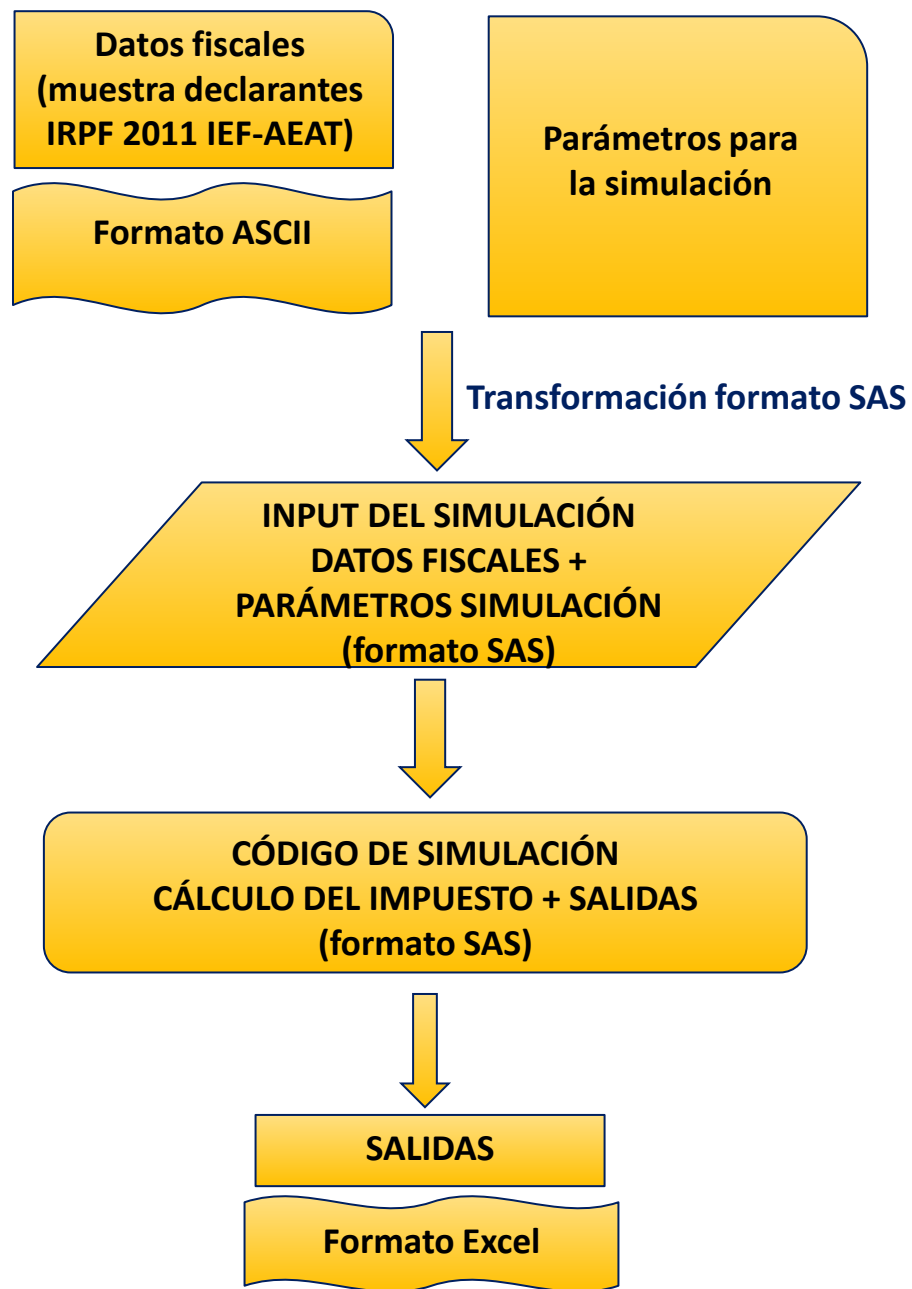 Datos fiscales
(muestra declarantes
IRPF 2011 IEF-AEAT)
Formato ASCII
Parámetros para
la simulación
Transformación formato SAS
INPUT DEL SIMULACIÓN
DATOS FISCALES +
PARÁMETROS SIMULACIÓN
(formato SAS)
CÓDIGO DE SIMULACIÓN
CÁLCULO DEL IMPUESTO + SALIDAS
(formato SAS)
SALIDAS
Formato Excel